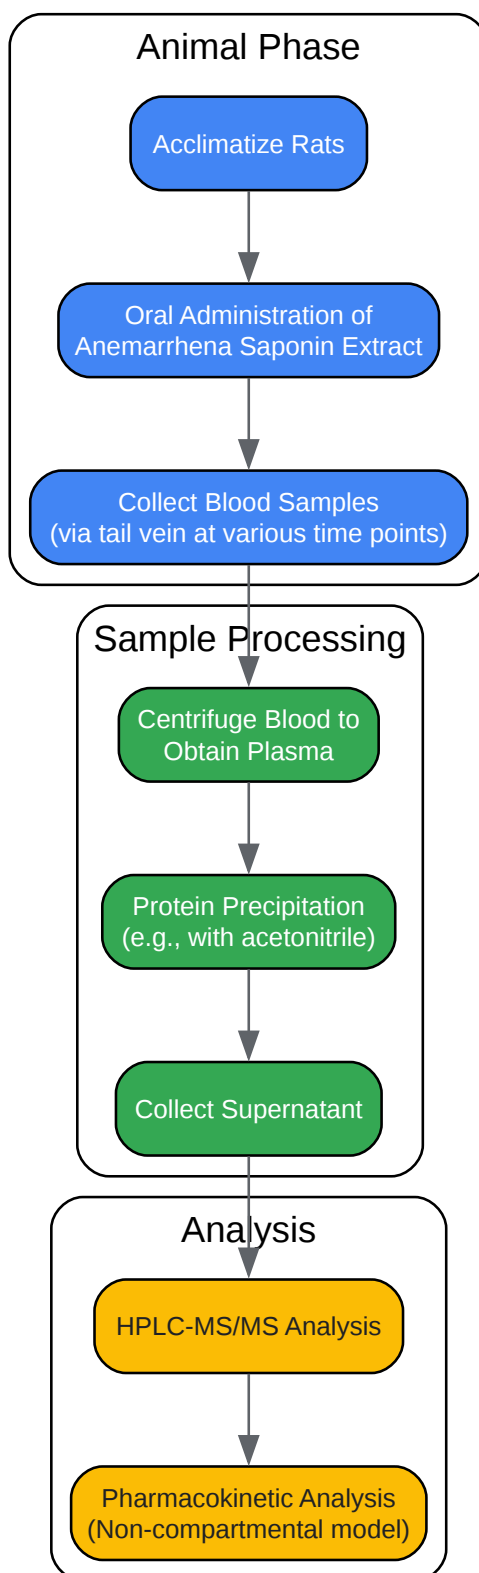 Animal Phase
Acclimatize Rats
Oral Administration of
Anemarrhena Saponin Extract
Collect Blood Samples
(via tail vein at various time points)
Sample Processing
Centrifuge Blood to
Obtain Plasma
Protein Precipitation
(e.g., with acetonitrile)
Collect Supernatant
Analysis
HPLC-MS/MS Analysis
Pharmacokinetic Analysis
(Non-compartmental model)